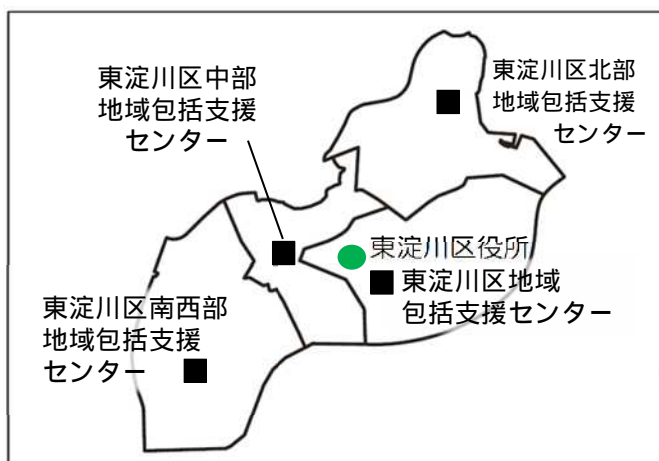 東淀川区中部
地域包括支援
センター
東淀川区北部
地域包括支援
センター
東淀川区役所
東淀川区地域
包括支援センター
東淀川区南西部
地域包括支援
センター